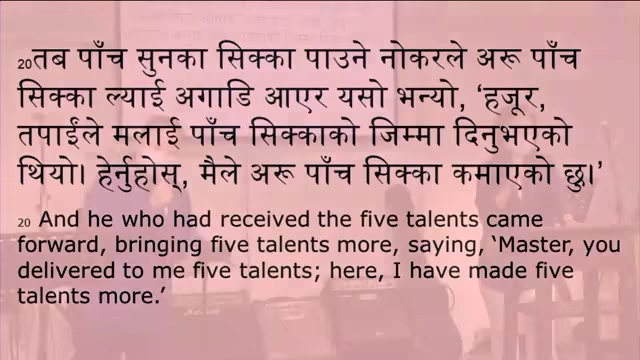 20तब पाँच सुनका सिक्का पाउने नोकरले अरू पाँच
सिक्का ल्याई अगाडि आएर यसो भन्यो, ‘हजूर,
तपाईंले मलाई पाँच सिक्काको जिम्मा दिनुभएको
थियो। हेर्नुहोस्, मैले अरू पाँच सिक्का कमाएको छु।’
20 And he who had received the five talents came
forward, bringing five talents more, saying, ‘Master, you
delivered to me five talents; here, I have made five
talents more.’